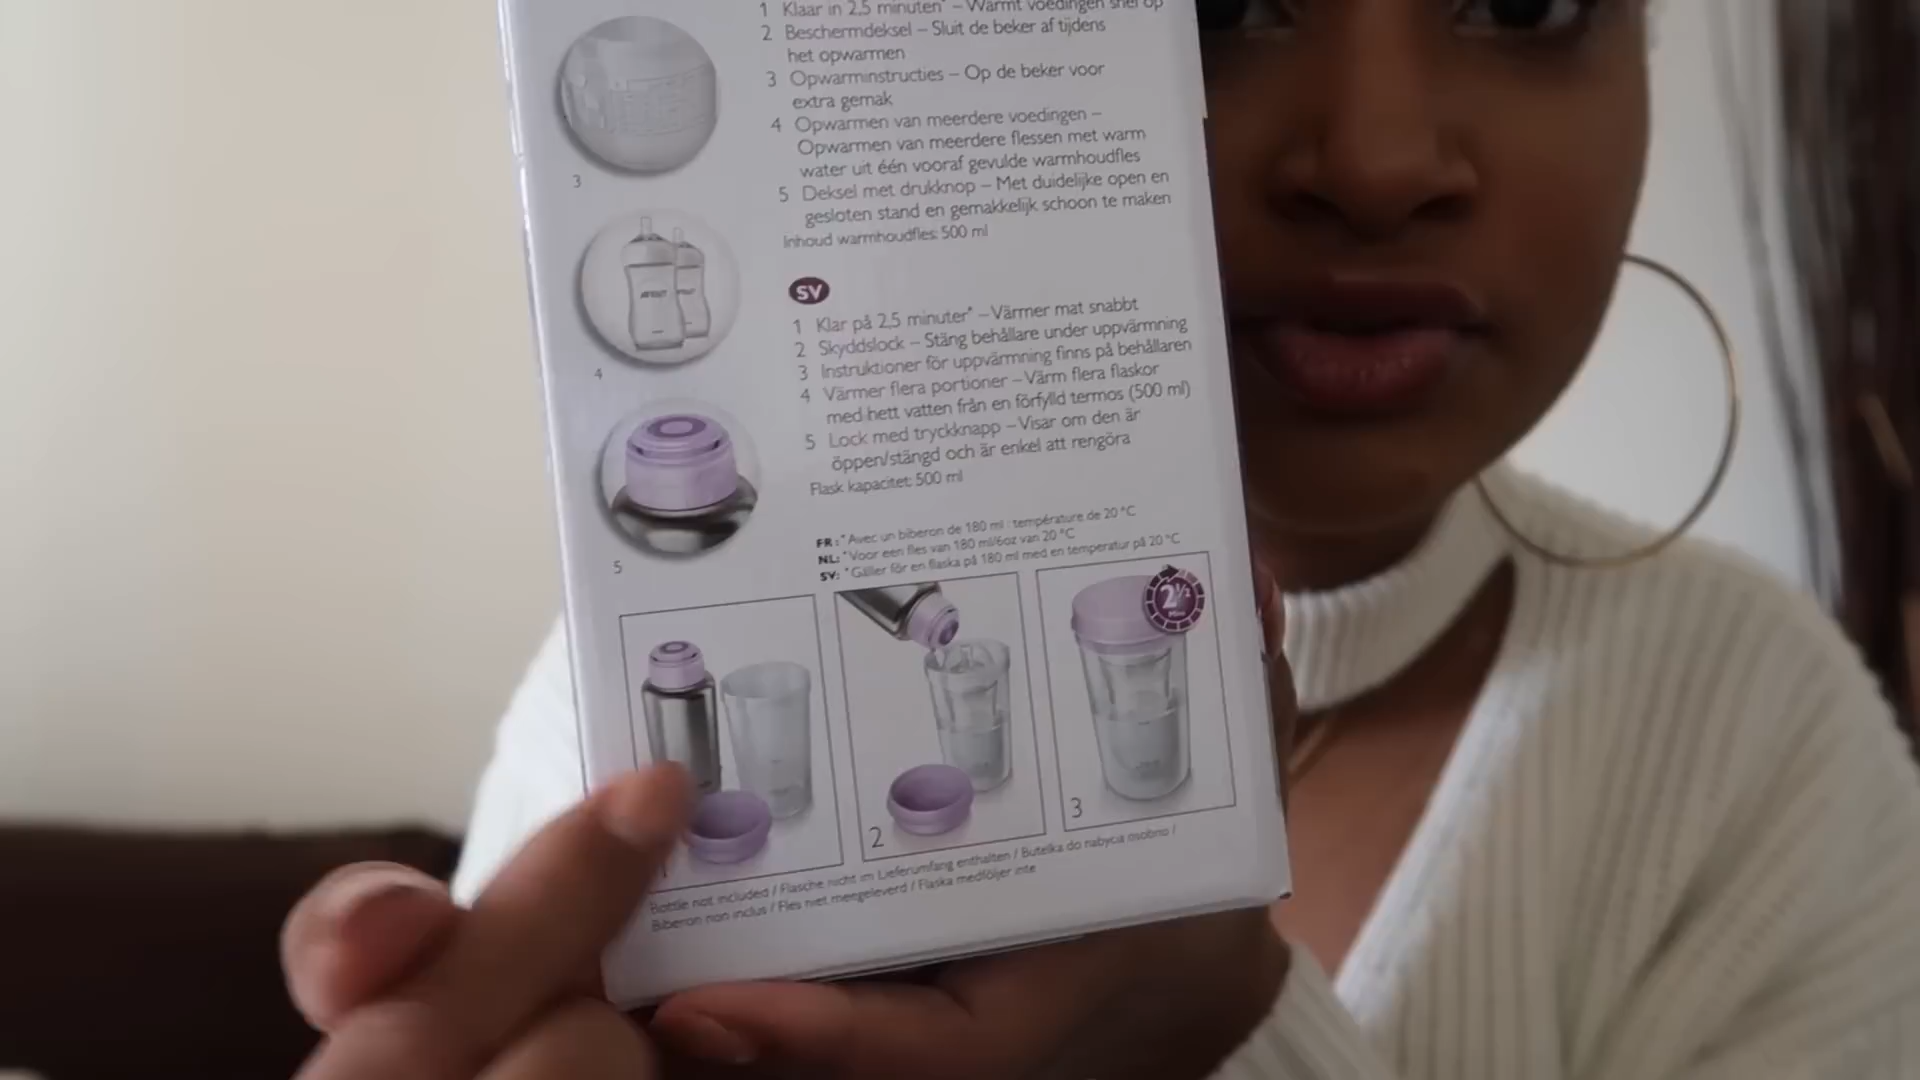 1 Klaar in 2,5 minuten* – Warmt voedingen snel op
2 Beschermdeksel – Sluit de beker af tijdens
het opwarmen
3 Opwarminstructies – Op de beker voor
extra gemak
4 Opwarmen van meerdere voedingen –
Opwarmen van meerdere flessen met warm
water uit één vooraf gevulde warmhoudfles
5 Deksel met drukknop – Met duidelijke open en
gesloten stand en gemakkelijk schoon te maken
Inhoud warmhoudfles: 500 ml
3
4
5
SV
1 Klar på 2,5 minuter* – Värmer mat snabbt
2 Skyddslock – Stäng behållare under uppvärmning
3 Instruktioner för uppvärmning finns på behållaren
4 Värmer flera portioner – Värm flera flaskor
med hett vatten från en förfylld termos (500 ml)
5 Lock med tryckknapp – Visar om den är
öppen/stängd och är enkel att rengöra
Flask kapacitet: 500 ml
FR : *Avec un biberon de 180 ml : température de 20 °C
NL: *Voor een fles van 180 ml/6oz van 20 °C
SV: *Gäller för en flaska på 180 ml med en temperatur på 20 °C
2½
1
2
3
Bottle not included / Flasche nicht im Lieferumfang enthalten / Butelka do nabycia osobno /
Biberon non inclus / Fles niet meegeleverd / Flaska medföljer inte